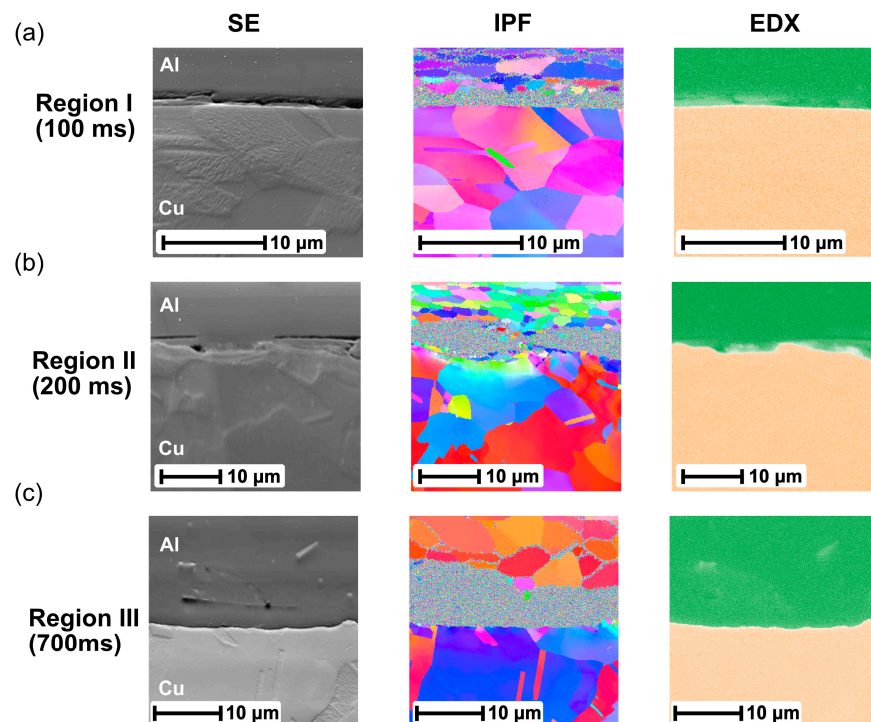 SE IPF EDX
(a)
Al
Region I
(100 ms)
Cu
10 µm 10 µm 10 µm
(b)
Al
Region II
(200 ms)
Cu
10 µm 10 µm 10 µm
(c)
Al
Region III
(700ms)
Cu
10 µm 10 µm 10 µm